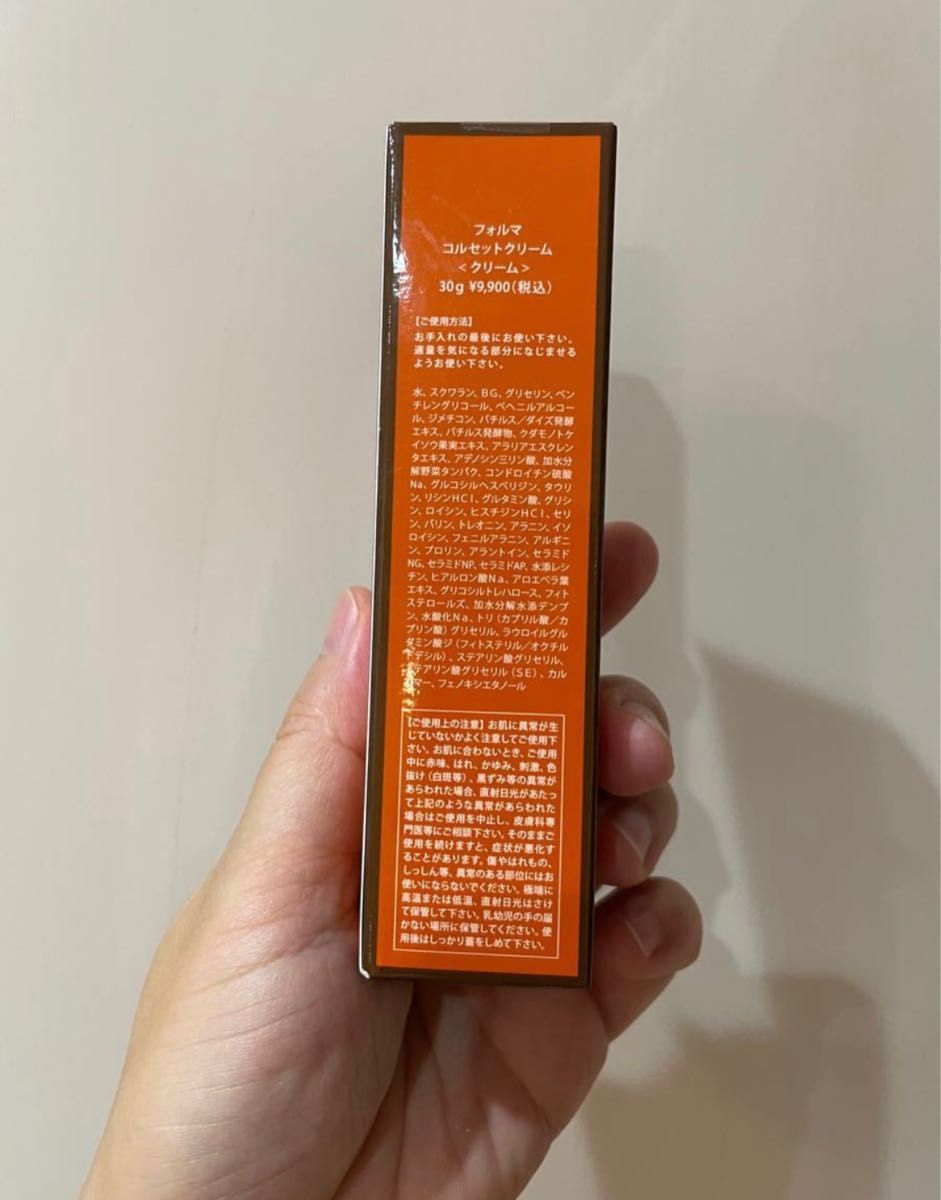 フォルマ
コルセットクリーム
<クリーム>
30g ¥9,900(税込)
【ご使用方法】
お手入れの最後にお使い下さい。
適量を気になる部分になじませる
ようお使い下さい。
水、スクワラン、BG、グリセリン、ペン
チレングリコール、ベヘニルアルコー
ル、ジメチコン、バチルス/ダイズ発酵
エキス、バチルス発酵物、クダモノトケ
イソウ果実エキス、アラリアエスクレン
タエキス、アデノシン三リン酸、加水分
解野菜タンパク、コンドロイチン硫酸
Na、グルコシルヘスペリジン、タウリ
ン、リシンHCl、グルタミン酸、グリシ
ン、ロイシン、ヒスチジンHCl、セリ
ン、バリン、トレオニン、アラニン、イソ
ロイシン、フェニルアラニン、アルギニ
ン、プロリン、アラントイン、セラミド
NG、セラミドNP、セラミドAP、水添レシ
チン、ヒアルロン酸Na、アロエベラ葉
エキス、グリコシルトレハロース、フィト
ステロールズ、加水分解水添デンプ
ン、水酸化Na、トリ(カプリル酸/カ
プリン酸)グリセリル、ラウロイルグル
タミン酸ジ(フィトステリル/オクチル
ドデシル)、ステアリン酸グリセリル、
ステアリン酸グリセリル(SE)、カル
ボマー、フェノキシエタノール
【ご使用上の注意】お肌に異常が生
じていないかよく注意してご使用下
さい。お肌に合わないとき、ご使用
中に赤味、はれ、かゆみ、刺激、色
抜け(白斑等)、黒ずみ等の異常が
あらわれた場合、直射日光があたっ
て上記のような異常があらわれた
場合はご使用を中止し、皮膚科専
門医等にご相談下さい。そのままご
使用を続けますと、症状が悪化す
ることがあります。傷やはれもの、
しっしん等、異常のある部位にはお
使いにならないでください。極端に
高温または低温、直射日光はさけ
て保管して下さい。乳幼児の手の届
かない場所に保管してください。使
用後はしっかり蓋をしめて下さい。